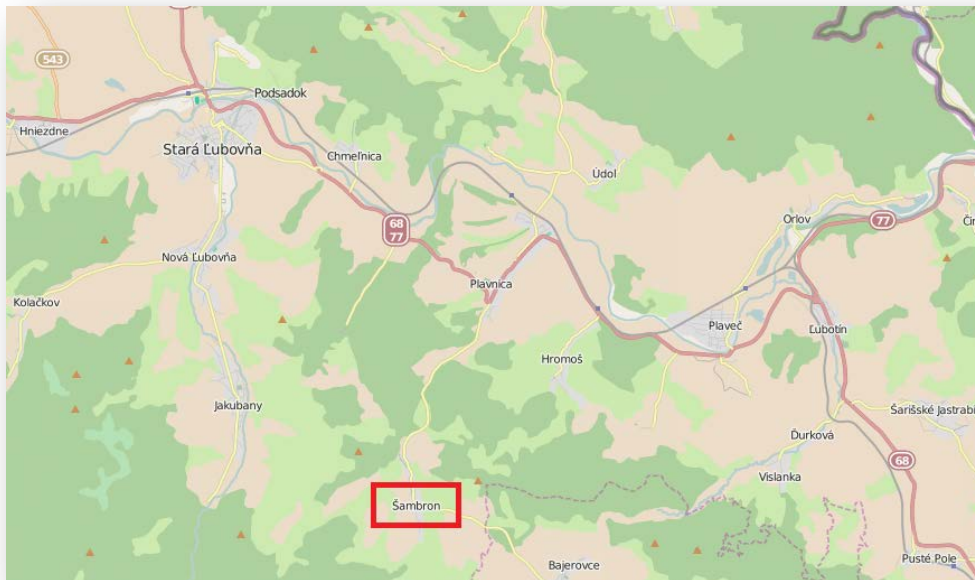 543
Podsadok
Hniezdne
Stará Ľubovňa
Chmeľnica
Údol
68
77
Orlov
77
Nová Ľubovňa
Kolačkov
Plavnica
Plaveč
Ľubotín
Hromoš
Jakubany
Šarišské Jastrabi
Ďurková
68
Vislanka
Šambron
Bajerovce
Pusté Pole